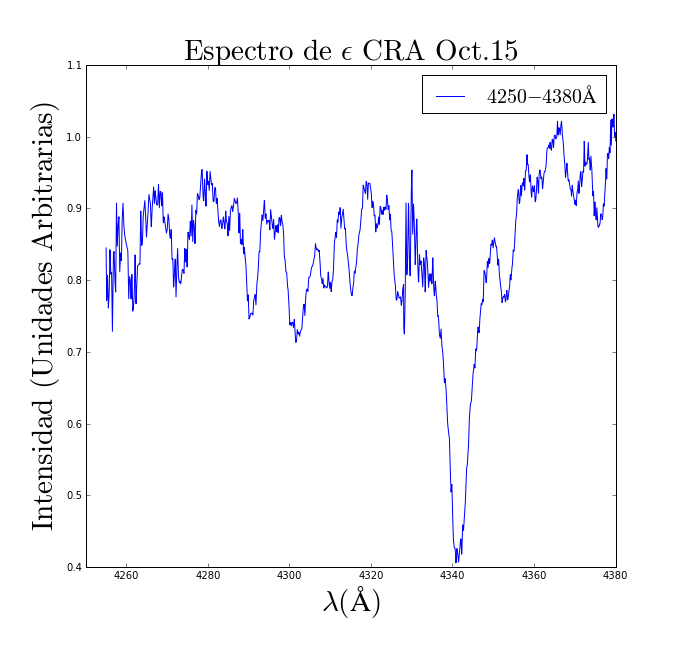 Espectro de ϵ CRA Oct.15
4250−4380Å
1.1
1.0
0.9
0.8
0.7
0.6
0.5
0.4
Intensidad (Unidades Arbitrarias)
4260 4280 4300 4320 4340 4360 4380
λ(Å)